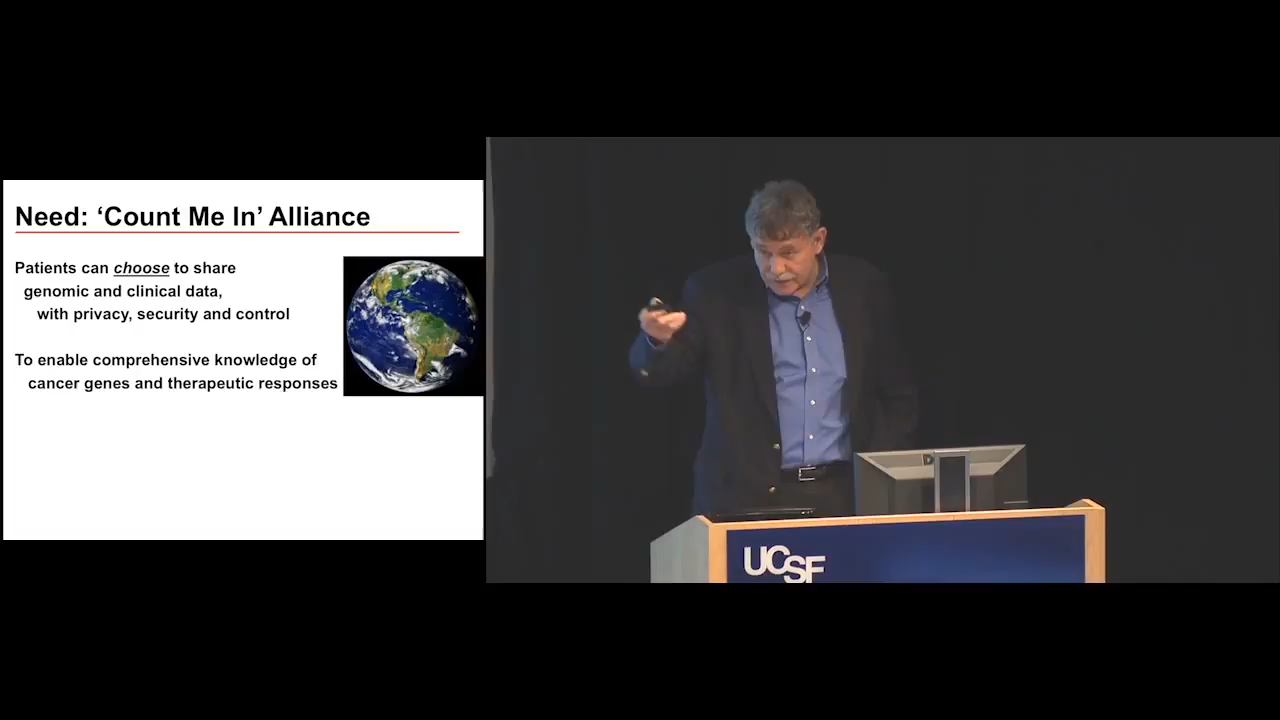 Need: ‘Count Me In’ Alliance
Patients can choose to share
genomic and clinical data,
with privacy, security and control
To enable comprehensive knowledge of
cancer genes and therapeutic responses
UCSF